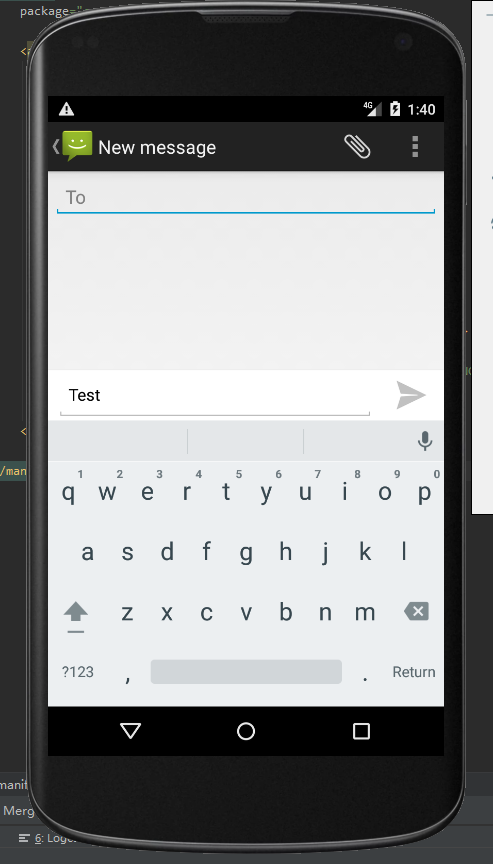 package="
<
4G 1:40
New message
To
Test
1 2 3 4 5 6 7 8 9 0
q w e r t y u i o p
a s d f g h j k l
z x c v b n m
?123 , . Return
<
/man
manif
Merg
6: Logc